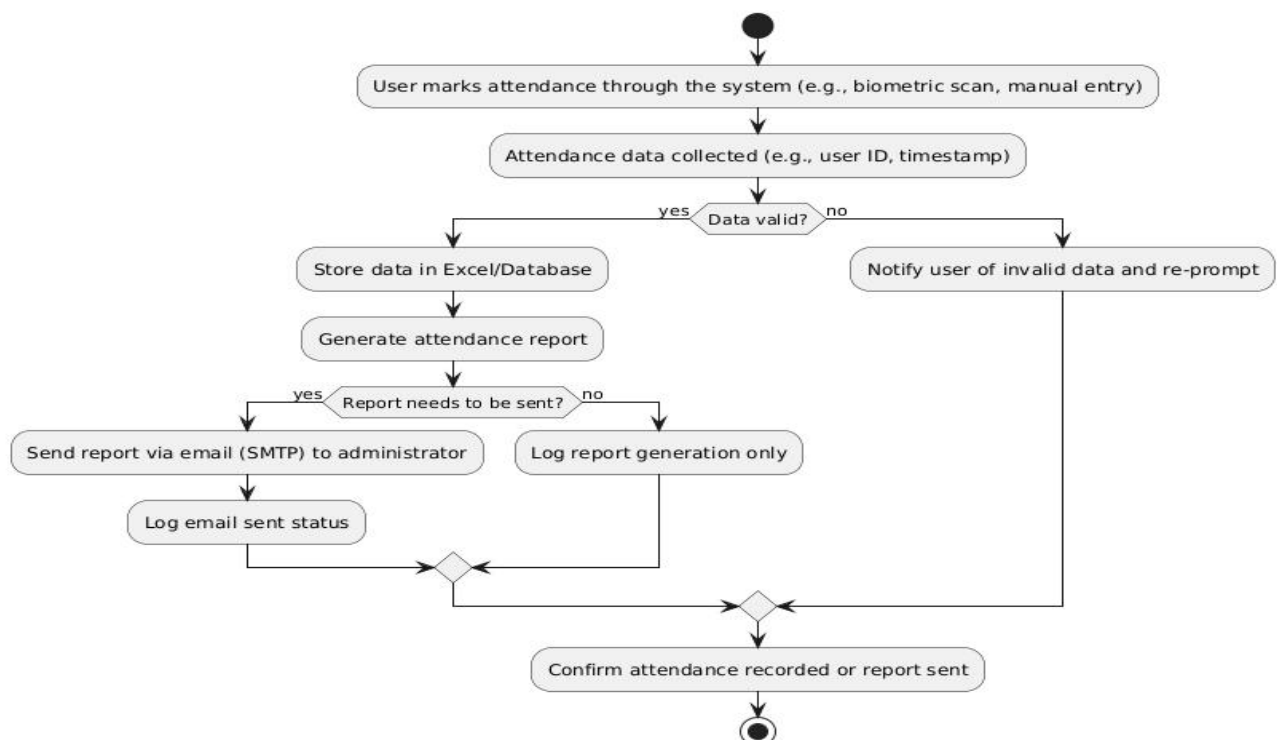 User marks attendance through the system (e.g., biometric scan, manual entry)
Attendance data collected (e.g., user ID, timestamp)
yes
Data valid?
no
Store data in Excel/Database
Notify user of invalid data and re-prompt
Generate attendance report
yes
Report needs to be sent?
no
Send report via email (SMTP) to administrator
Log report generation only
Log email sent status
Confirm attendance recorded or report sent